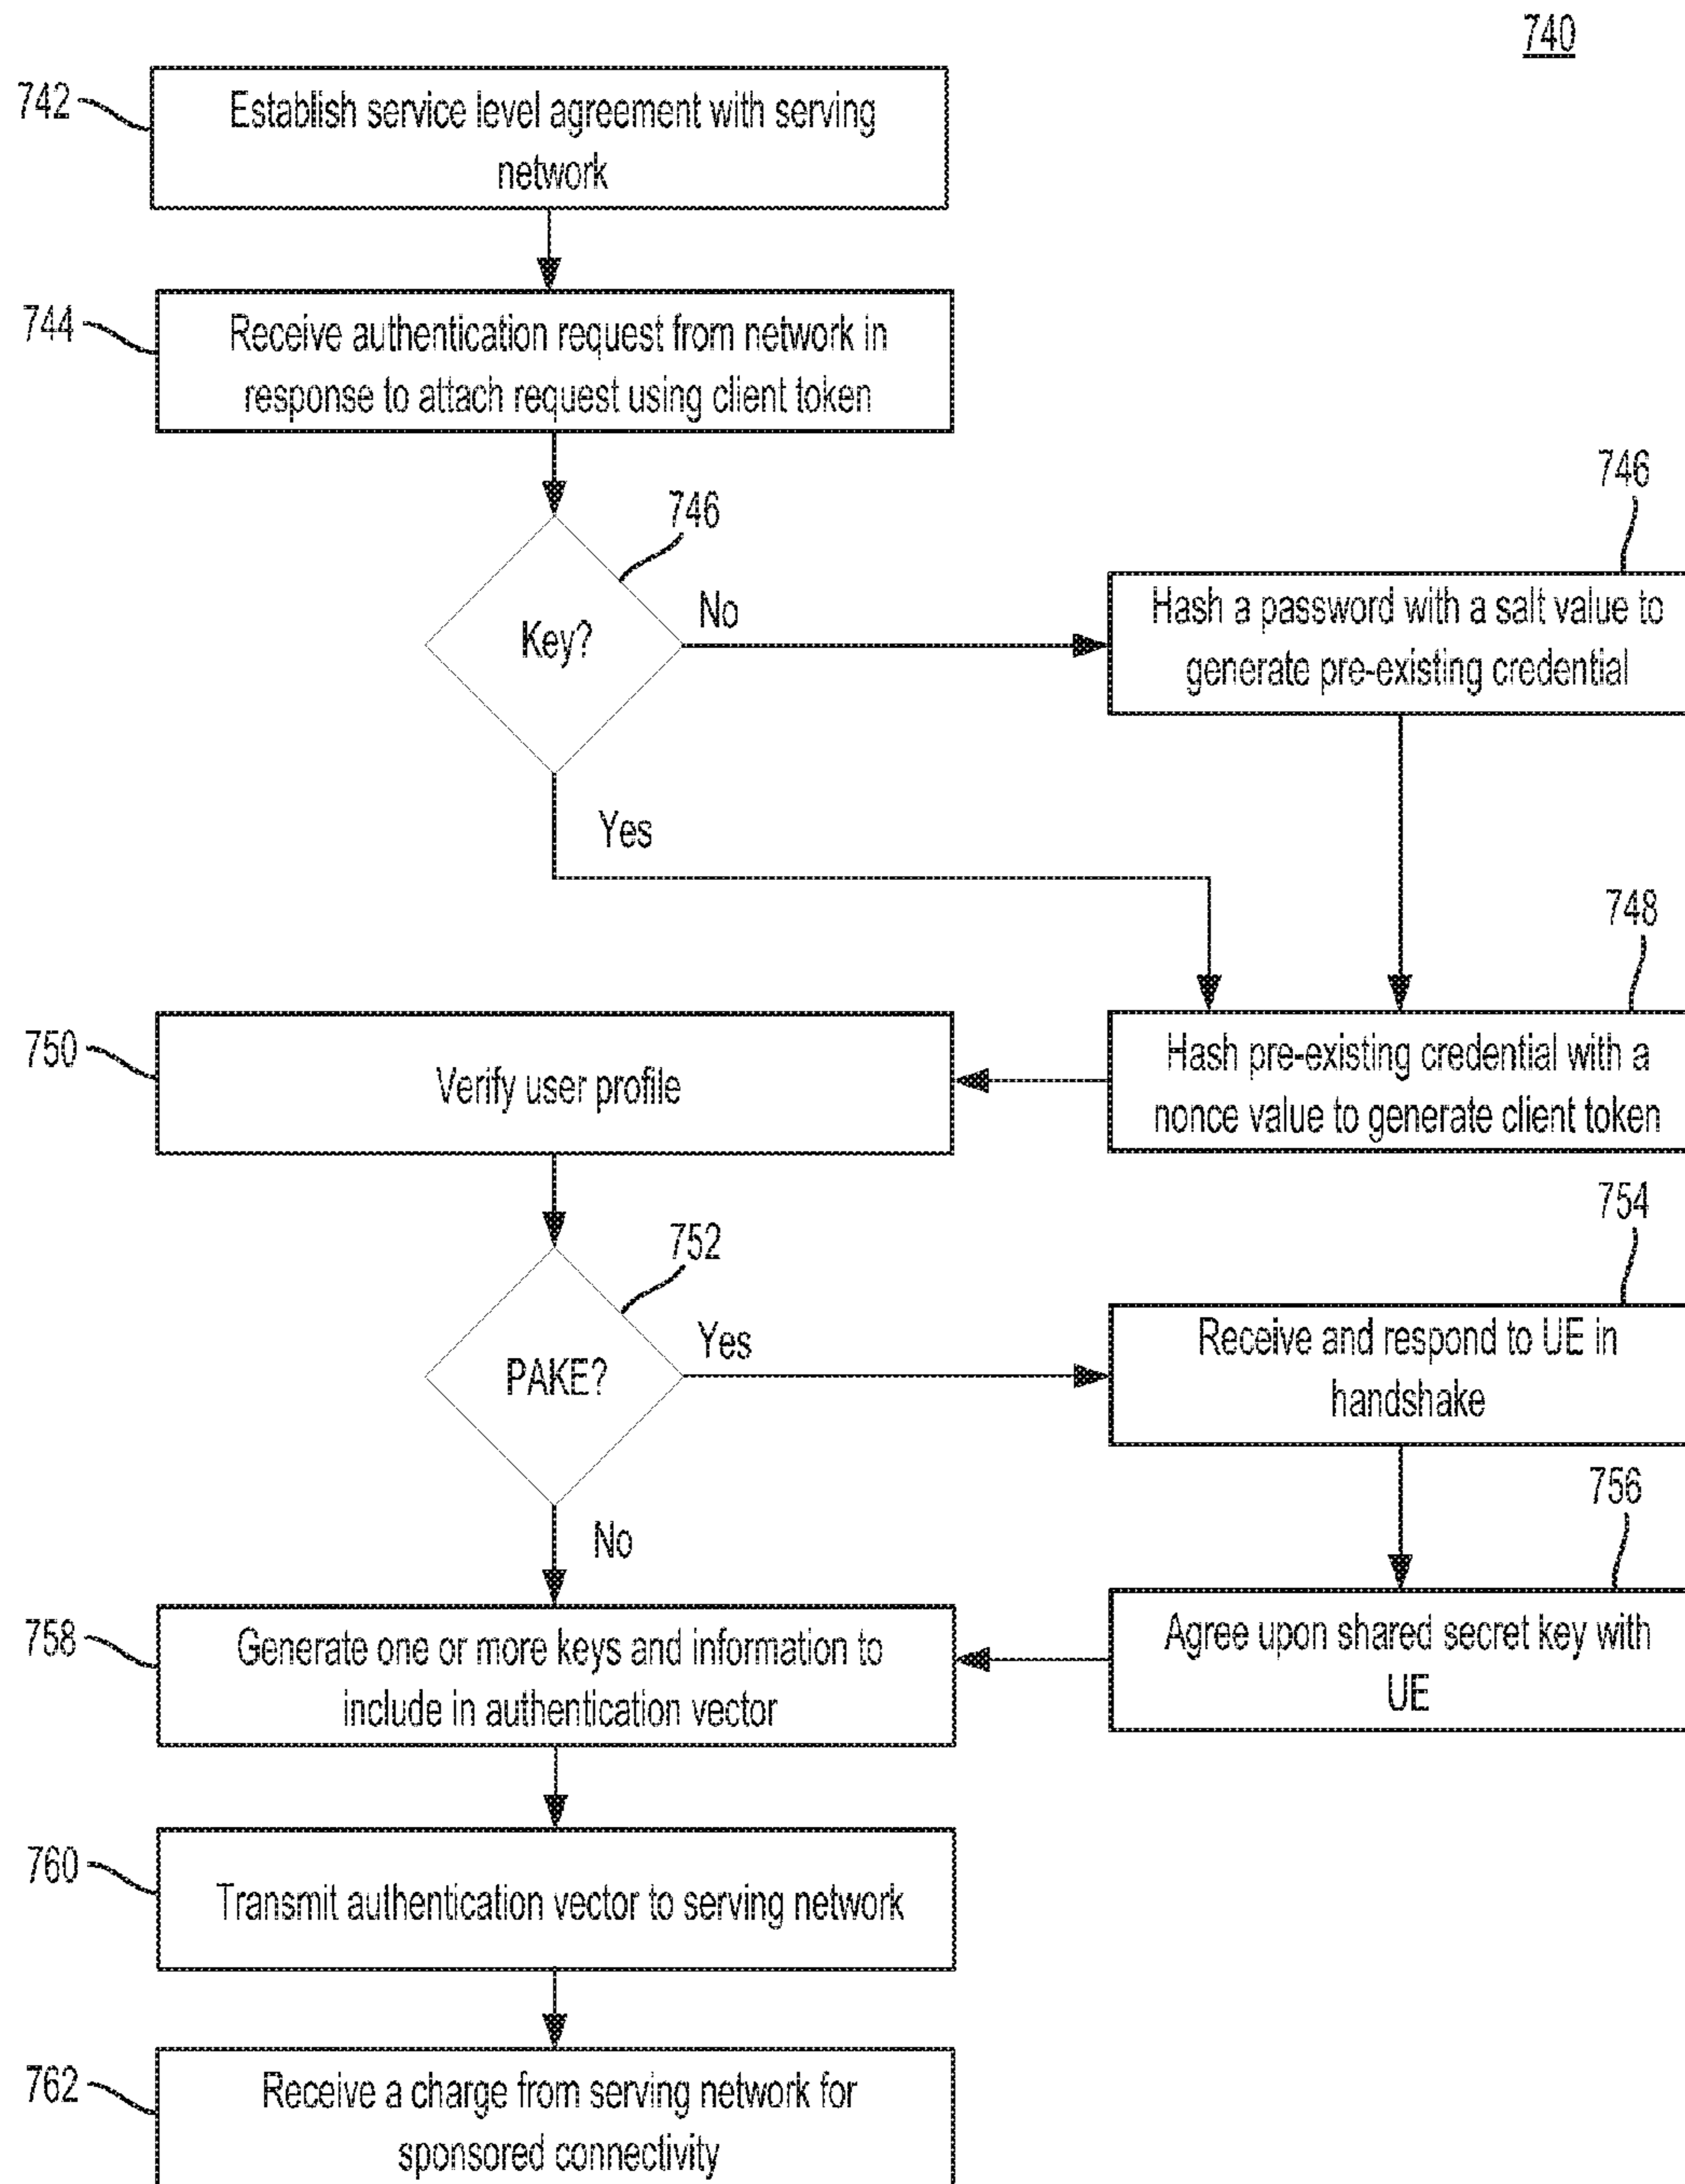 740
742
Establish service level agreement with serving
network
744
Receive authentication request from network in
response to attach request using client token
746
Key?
No
746
Hash a password with a salt value to
generate pre-existing credential
Yes
748
Hash pre-existing credential with a
nonce value to generate client token
750
Verify user profile
752
PAKE?
Yes
754
Receive and respond to UE in
handshake
756
Agree upon shared secret key with
UE
No
758
Generate one or more keys and information to
include in authentication vector
760
Transmit authentication vector to serving network
762
Receive a charge from serving network for
sponsored connectivity